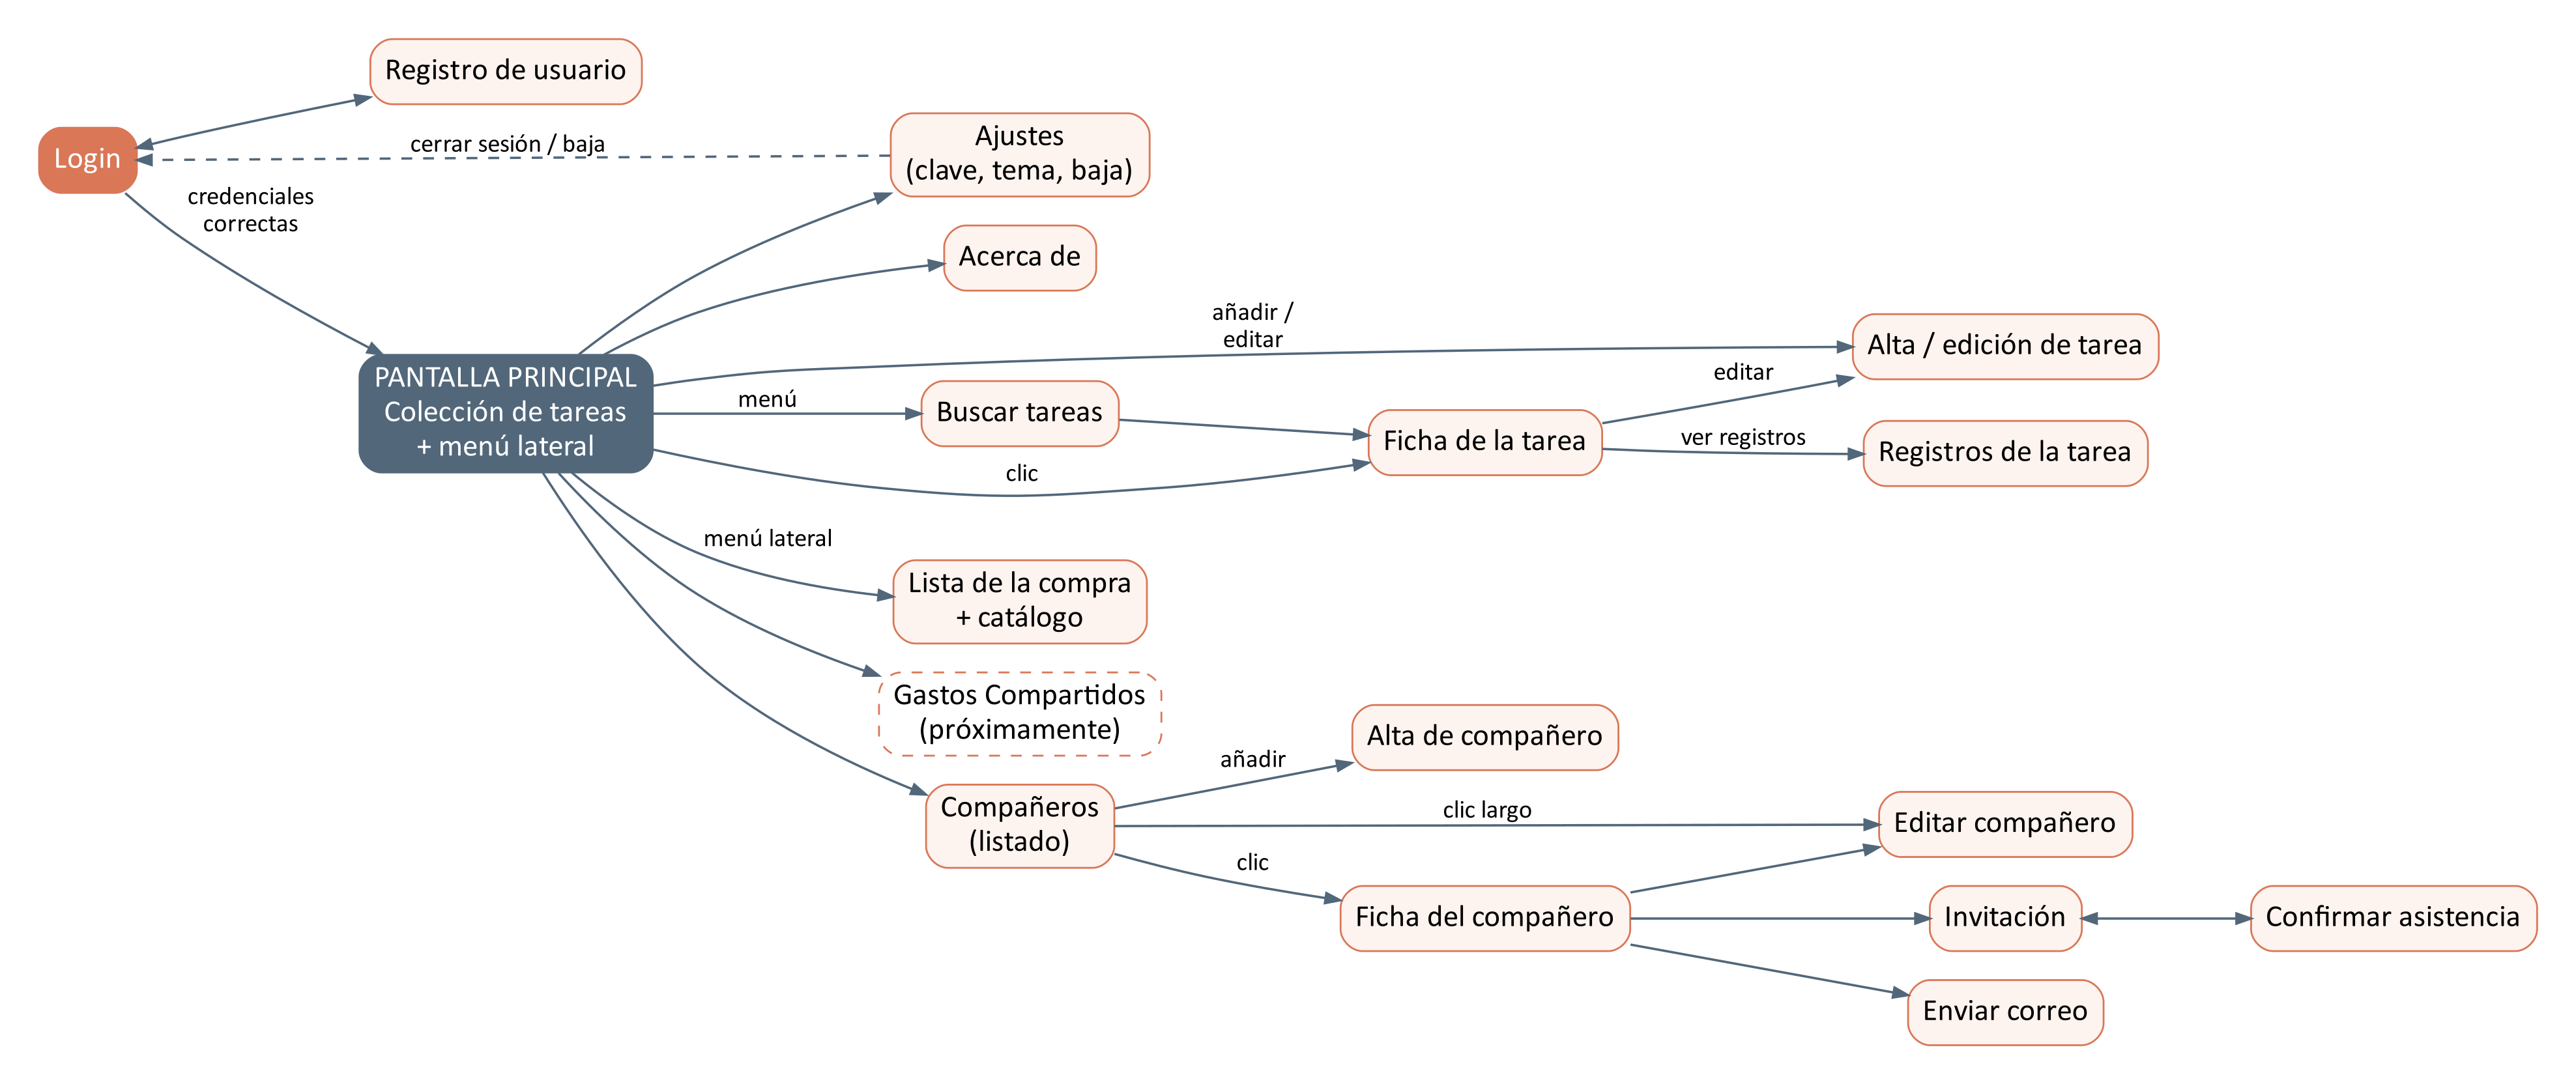 Registro de usuario
Login
cerrar sesión / baja
Ajustes
(clave, tema, baja)
credenciales
correctas
Acerca de
añadir /
editar
Alta / edición de tarea
PANTALLA PRINCIPAL
Colección de tareas
+ menú lateral
menú
Buscar tareas
editar
Ficha de la tarea
ver registros
Registros de la tarea
clic
menú lateral
Lista de la compra
+ catálogo
Gastos Compartidos
(próximamente)
Alta de compañero
añadir
Compañeros
(listado)
clic largo
Editar compañero
clic
Ficha del compañero
Invitación
Confirmar asistencia
Enviar correo